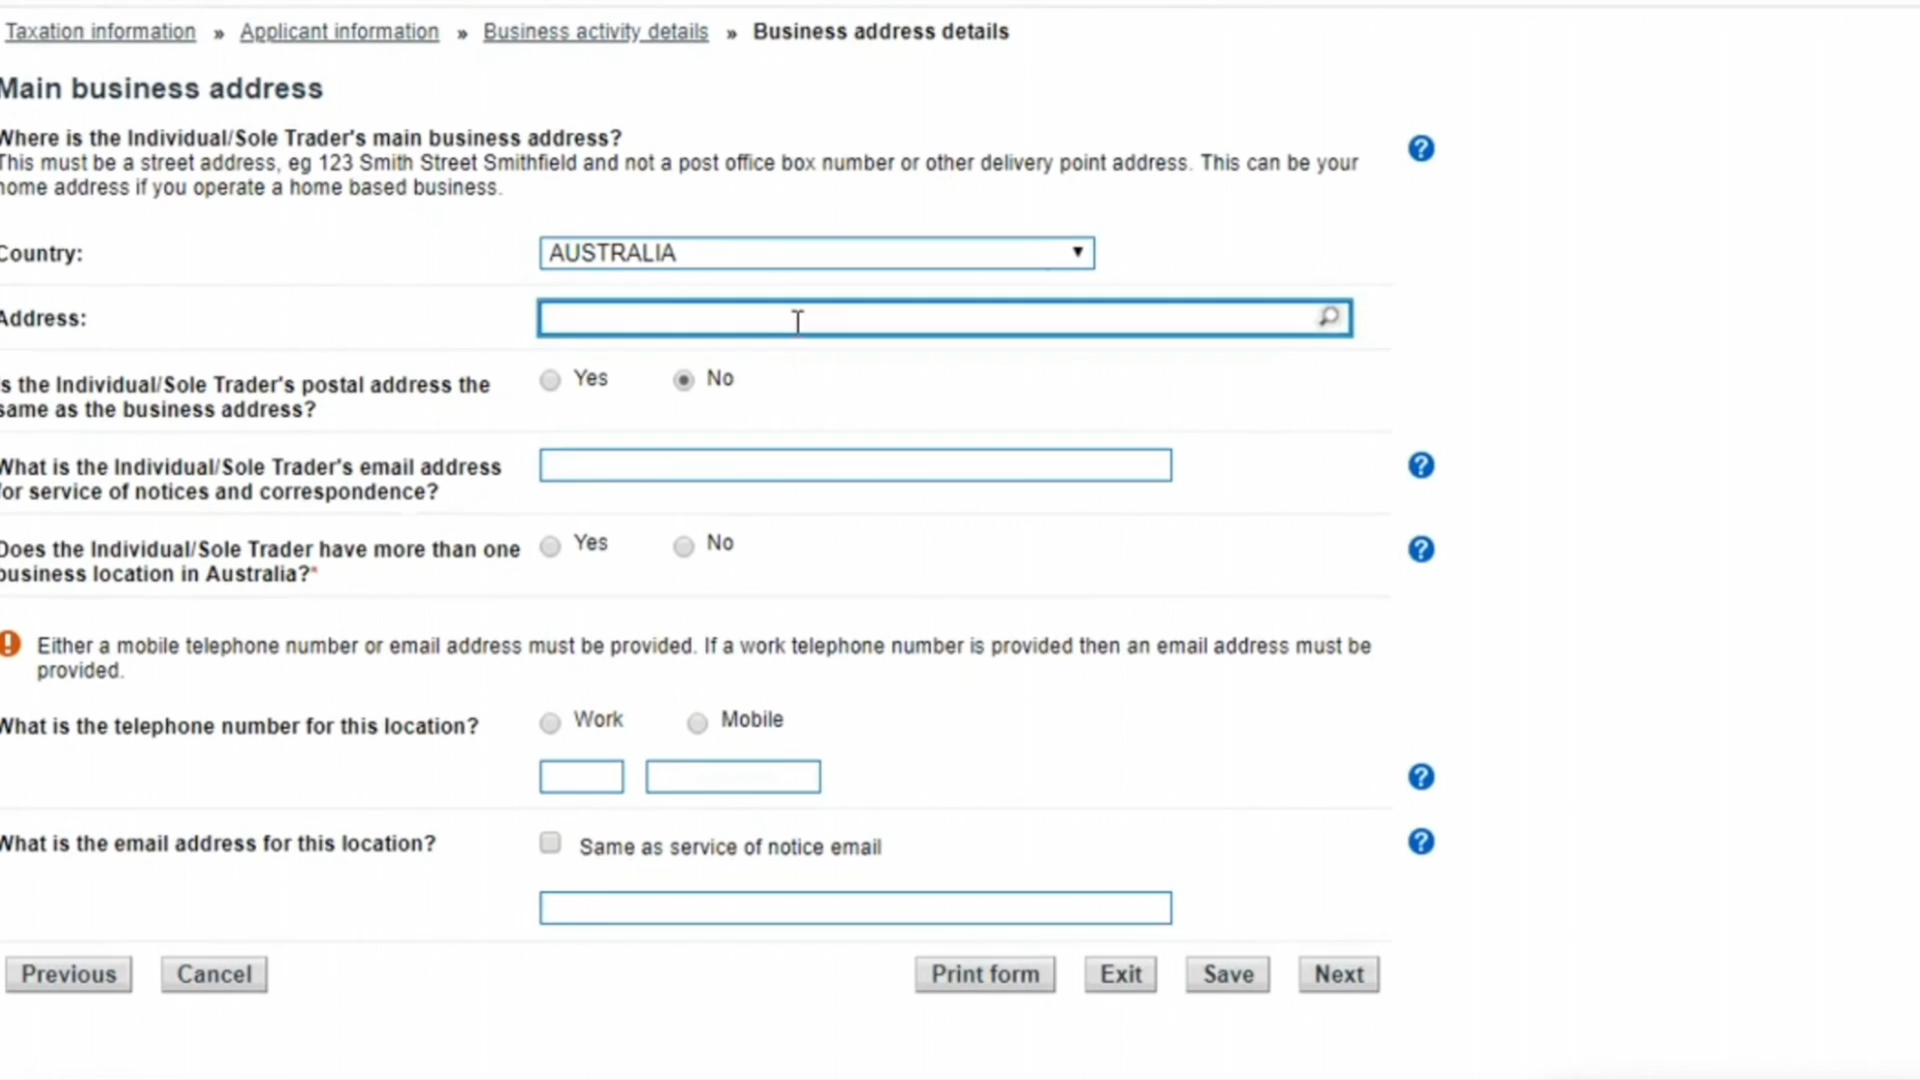 Taxation information » Applicant information » Business activity details » Business address details
Main business address
Where is the Individual/Sole Trader's main business address?
This must be a street address, eg 123 Smith Street Smithfield and not a post office box number or other delivery point address. This can be your
home address if you operate a home based business.
Country: AUSTRALIA
Address:
Is the Individual/Sole Trader's postal address the Yes No
same as the business address?
What is the Individual/Sole Trader's email address
for service of notices and correspondence?
Does the Individual/Sole Trader have more than one Yes No
business location in Australia?*
Either a mobile telephone number or email address must be provided. If a work telephone number is provided then an email address must be
provided.
What is the telephone number for this location? Work Mobile
What is the email address for this location? Same as service of notice email
Previous Cancel Print form Exit Save Next